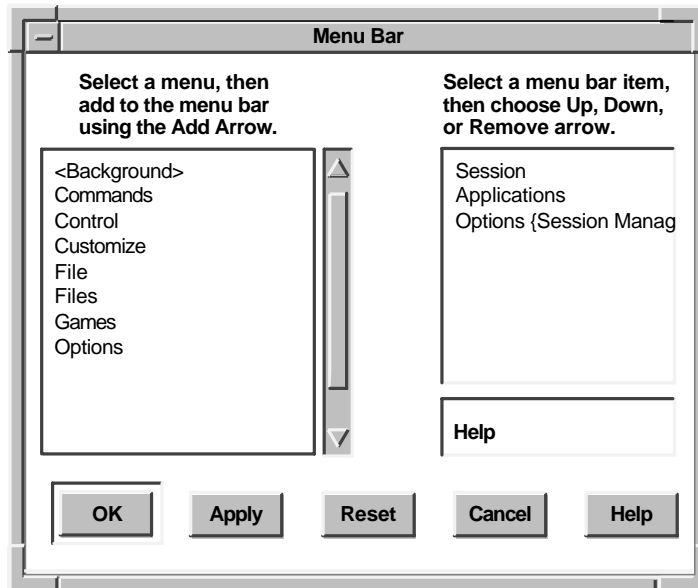 Menu Bar
Select a menu, then
add to the menu bar
using the Add Arrow.
<Background>
Commands
Control
Customize
File
Files
Games
Options
Select a menu bar item,
then choose Up, Down,
or Remove arrow.
Session
Applications
Options {Session Manag
Help
OK
Apply
Reset
Cancel
Help